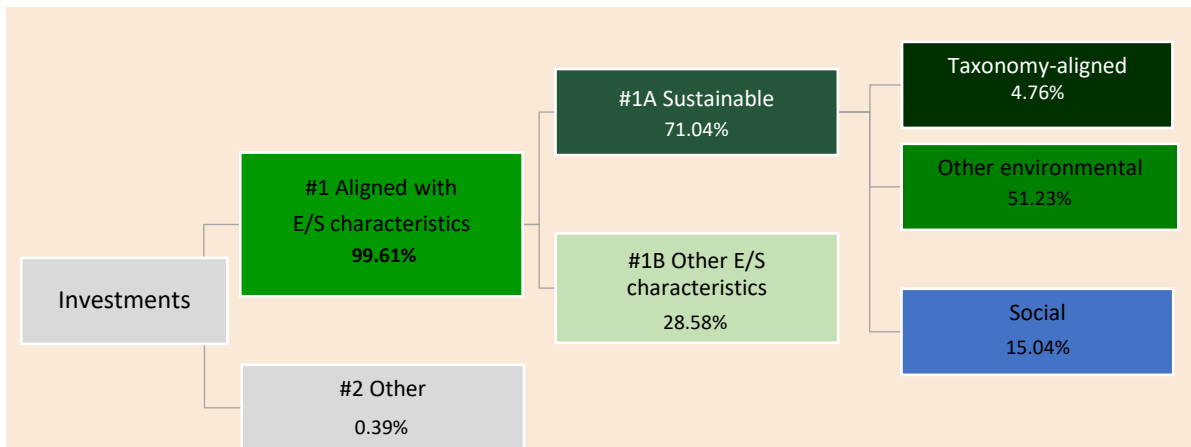 Investments
#1 Aligned with
E/S characteristics
99.61%
#2 Other
0.39%
#1A Sustainable
71.04%
#1B Other E/S
characteristics
28.58%
Taxonomy-aligned
4.76%
Other environmental
51.23%
Social
15.04%